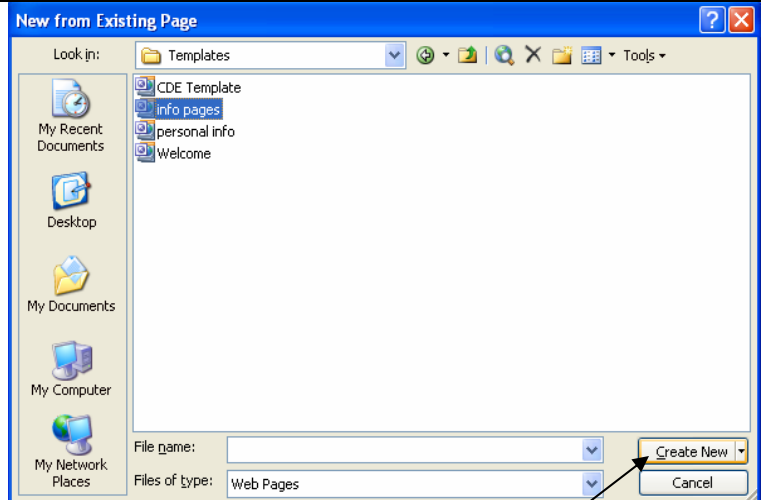 New from Existing Page
Look in:
Templates
Tools
CDE Template
info pages
personal info
Welcome
My Recent
Documents
Desktop
My Documents
My Computer
My Network
Places
File name:
Create New
Files of type:
Web Pages
Cancel